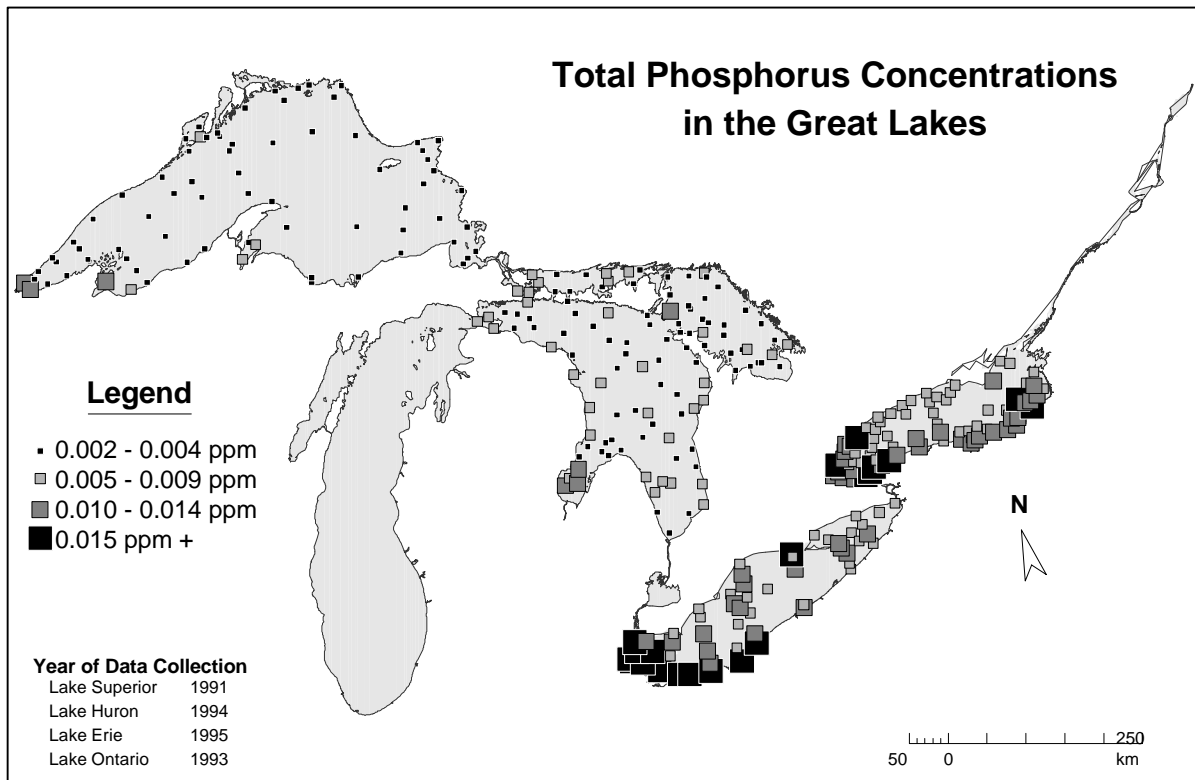 Total Phosphorus Concentrations
in the Great Lakes
Legend
0.002 - 0.004 ppm
0.005 - 0.009 ppm
0.010 - 0.014 ppm
0.015 ppm +
N
Year of Data Collection
Lake Superior 1991
Lake Huron 1994
Lake Erie 1995
Lake Ontario 1993
250
50 0 km